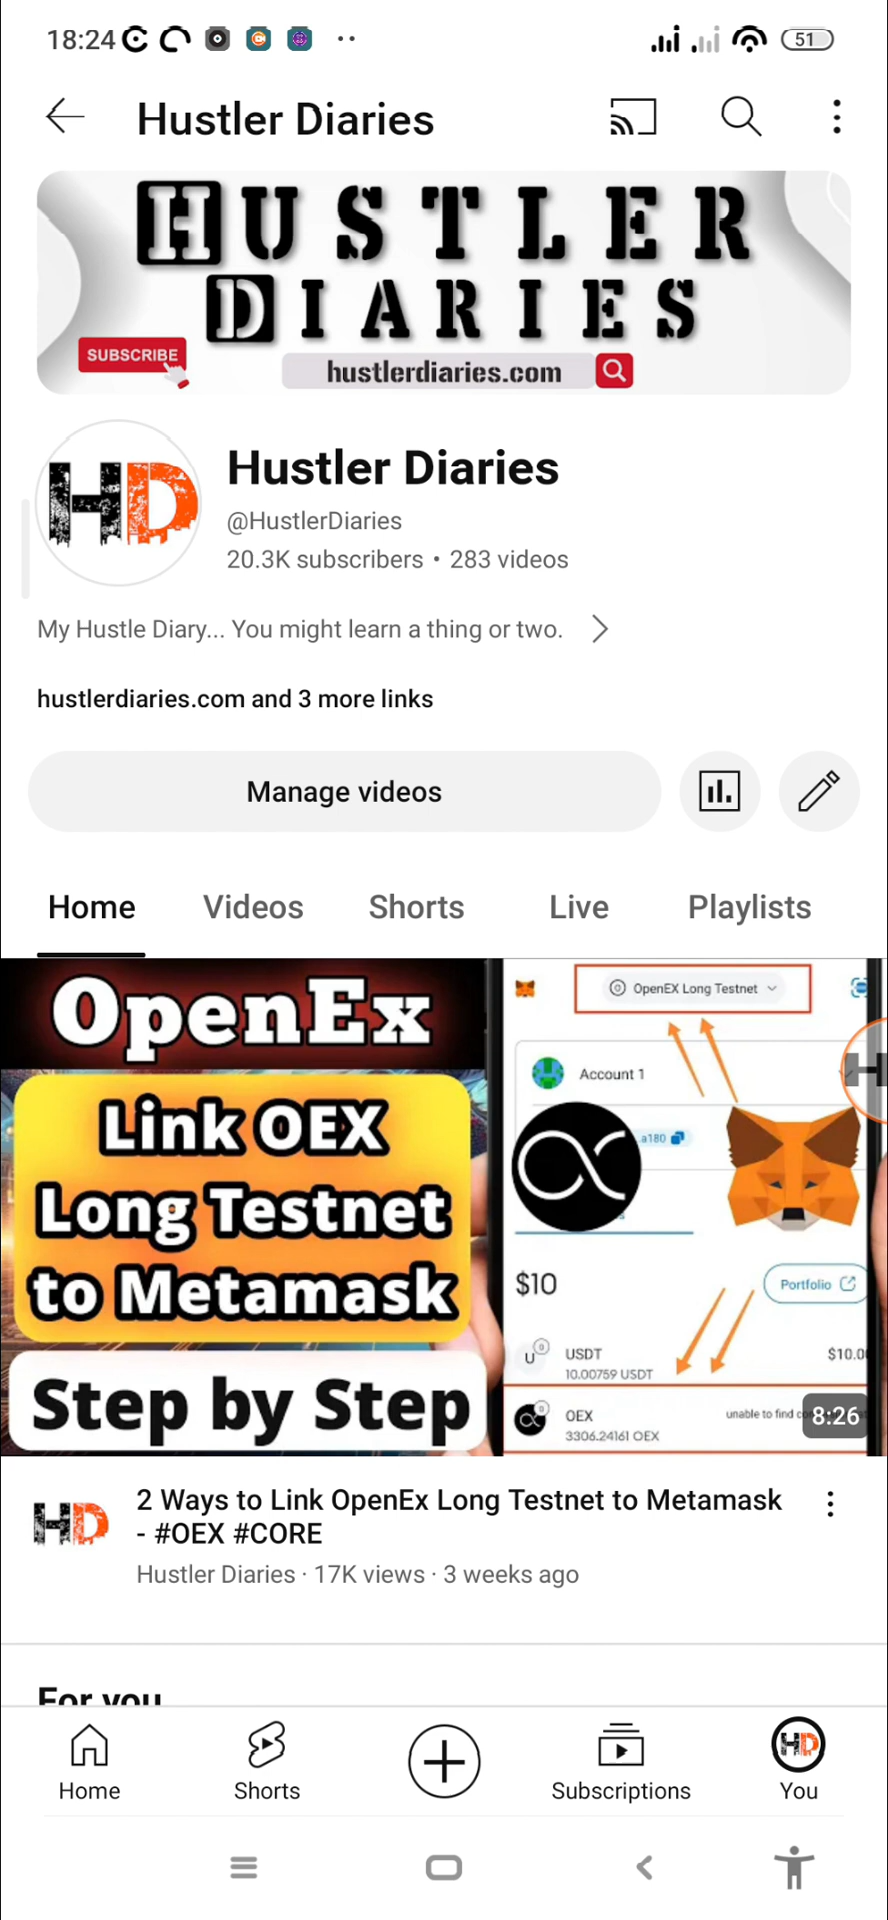 18:24
51
Hustler Diaries
HUSTLER
DIARIES
SUBSCRIBE
hustlerdiaries.com
HD
Hustler Diaries
@HustlerDiaries
20.3K subscribers • 283 videos
My Hustle Diary... You might learn a thing or two.
hustlerdiaries.com and 3 more links
Manage videos
Home Videos Shorts Live Playlists
OpenEx
Link OEX
Long Testnet
to Metamask
Step by Step
OpenEX Long Testnet
Account 1
a180
$10
Portfolio
USDT
$10.0
10.00759 USDT
OEX
unable to find
3306.24161 OEX
8:26
HD
2 Ways to Link OpenEx Long Testnet to Metamask
- #OEX #CORE
Hustler Diaries · 17K views · 3 weeks ago
For you
Home Shorts Subscriptions You